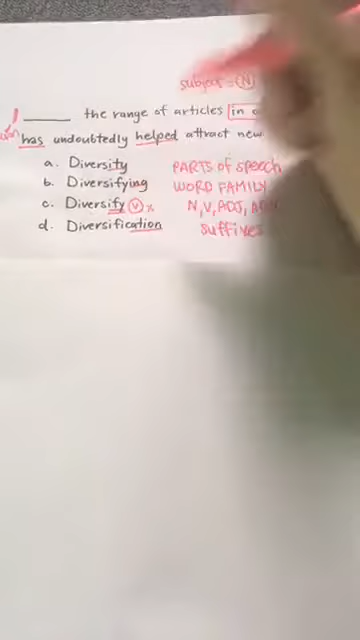 subject = N
______ the range of articles in
has undoubtedly helped attract new
a. Diversity PARTS of speech
b. Diversifying WORD FAMILY
c. Diversify V x N, V, ADJ,
d. Diversification suffixes